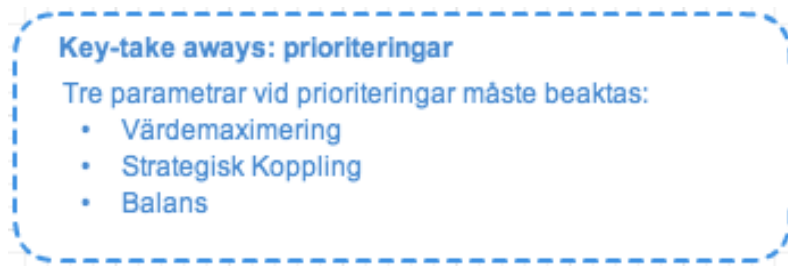 Key-take aways: prioriteringar
Tre parametrar vid prioriteringar måste beaktas:
• Värdemaximering
• Strategisk Koppling
• Balans